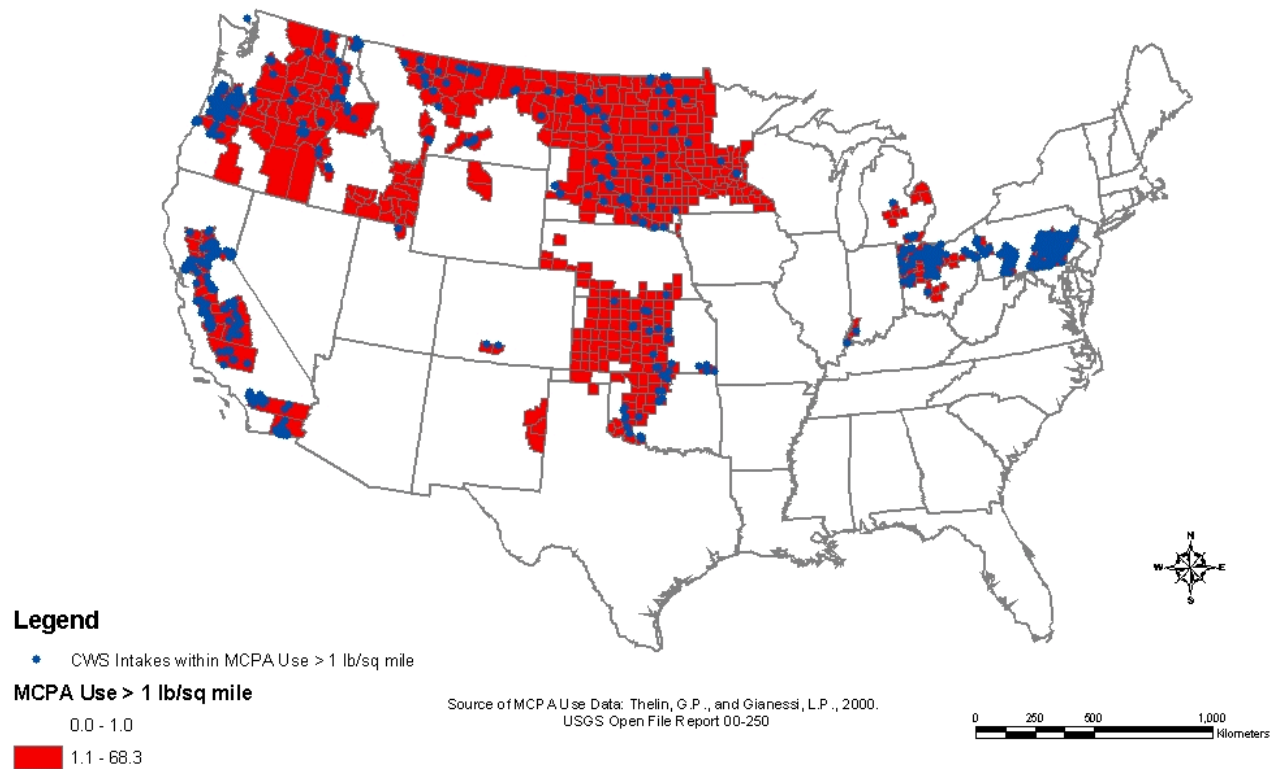 N
W E
S
Legend
CWS Intakes within MCPA Use > 1 lb/sq mile
MCPA Use > 1 lb/sq mile
0.0 - 1.0
1.1 - 68.3
Source of MCPA Use Data: Thelin, G.P., and Gianessi, L.P., 2000.
USGS Open File Report 00-250
0 250 500 1,000
Kilometers